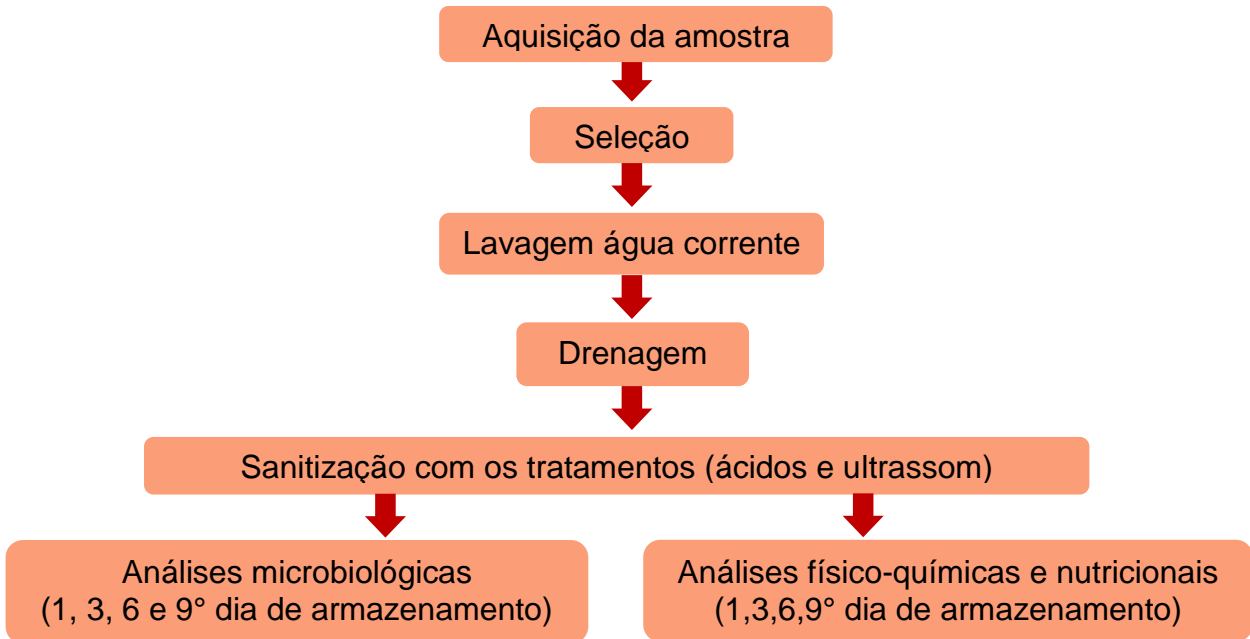 Aquisição da amostra
Seleção
Lavagem água corrente
Drenagem
Sanitização com os tratamentos (ácidos e ultrassom)
Análises microbiológicas
(1, 3, 6 e 9° dia de armazenamento)
Análises físico-químicas e nutricionais
(1,3,6,9° dia de armazenamento)